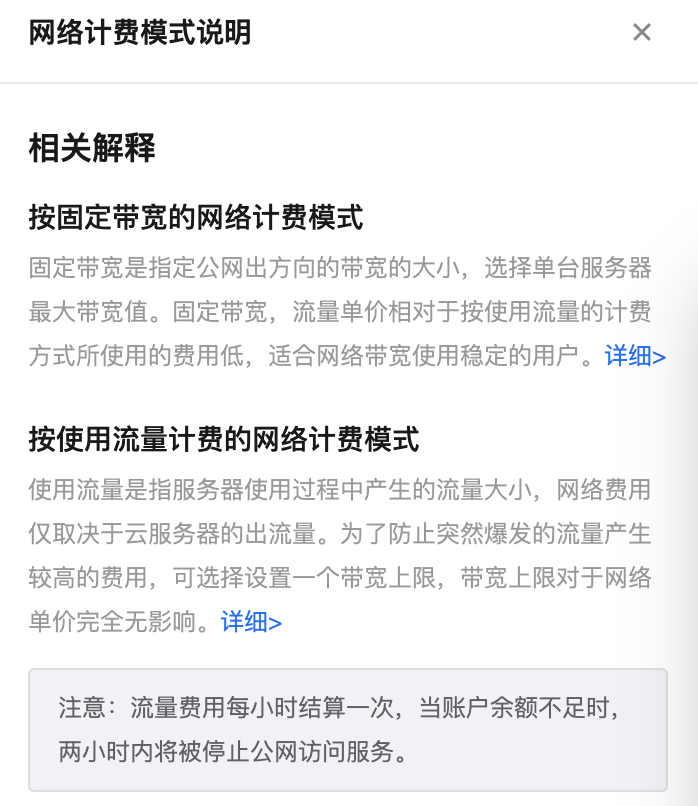 网络计费模式说明
相关解释
按固定带宽的网络计费模式
固定带宽是指定公网出方向的带宽的大小，选择单台服务器
最大带宽值。固定带宽，流量单价相对于按使用流量的计费
方式所使用的费用低，适合网络带宽使用稳定的用户。详细>
按使用流量计费的网络计费模式
使用流量是指服务器使用过程中产生的流量大小，网络费用
仅取决于云服务器的出流量。为了防止突然爆发的流量产生
较高的费用，可选择设置一个带宽上限，带宽上限对于网络
单价完全无影响。详细>
注意：流量费用每小时结算一次，当账户余额不足时，
两小时内将被停止公网访问服务。